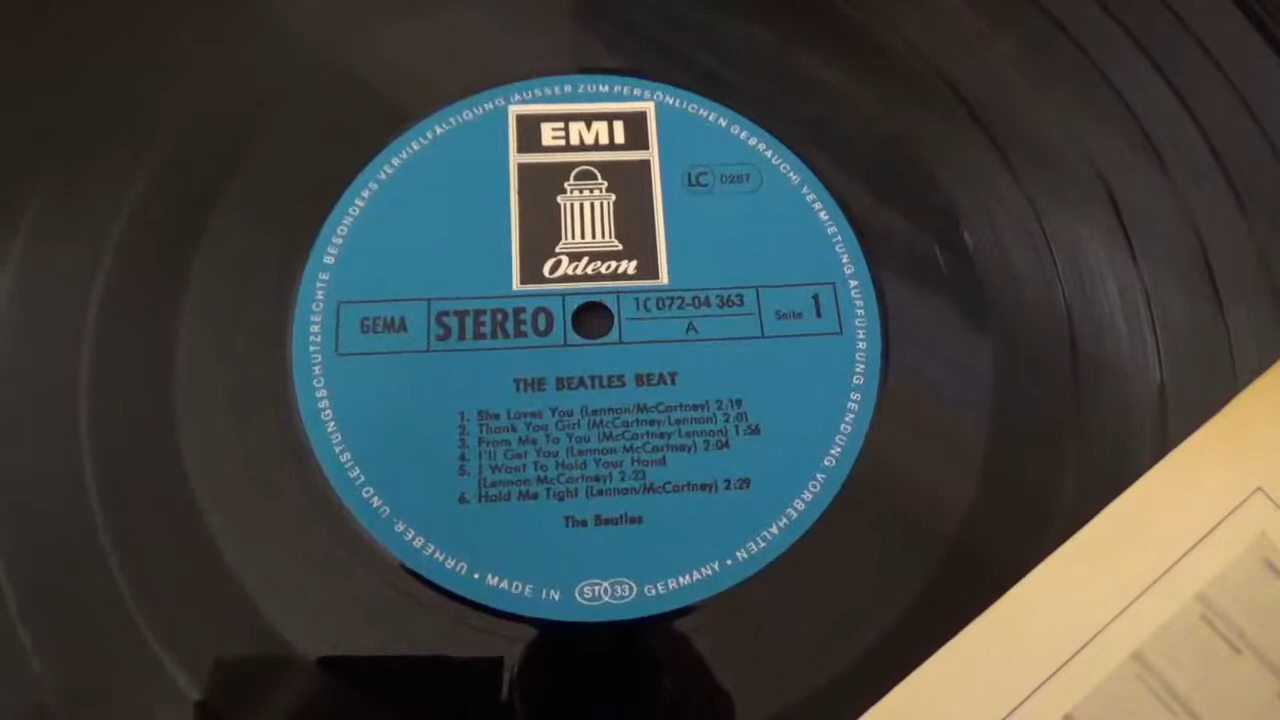 URHEBER- UND LEISTUNGSSCHUTZRECHTE BESONDERS VERVIELFÄLTIGUNG (AUSSER ZUM PERSÖNLICHEN GEBRAUCH), VERMIETUNG, AUFFÜHRUNG, SENDUNG, VORBEHALTEN •
EMI
LC 0287
Odeon
GEMA STEREO 1C 072-04 363 Seite 1
A
THE BEATLES BEAT
1. She Loves You (Lennon/McCartney) 2:19
2. Thank You Girl (McCartney/Lennon) 2:01
3. From Me To You (McCartney/Lennon) 1:56
4. I'll Get You (Lennon/McCartney) 2:04
5. I Want To Hold Your Hand
(Lennon/McCartney) 2:23
6. Hold Me Tight (Lennon/McCartney) 2:29
The Beatles
• MADE IN ST 33 GERMANY